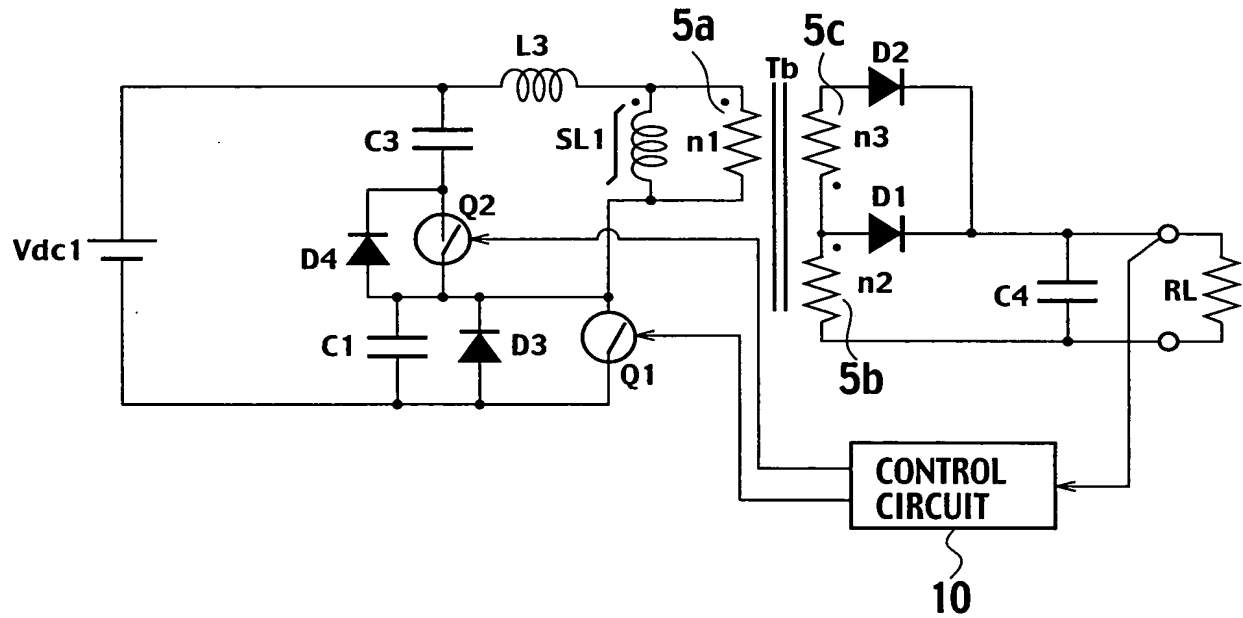 5a
5c
L3
Tb
D2
C3
SL1
n1
n3
Q2
D1
Vdc1
D4
n2
C4
RL
C1
D3
Q1
5b
CONTROL
CIRCUIT
10